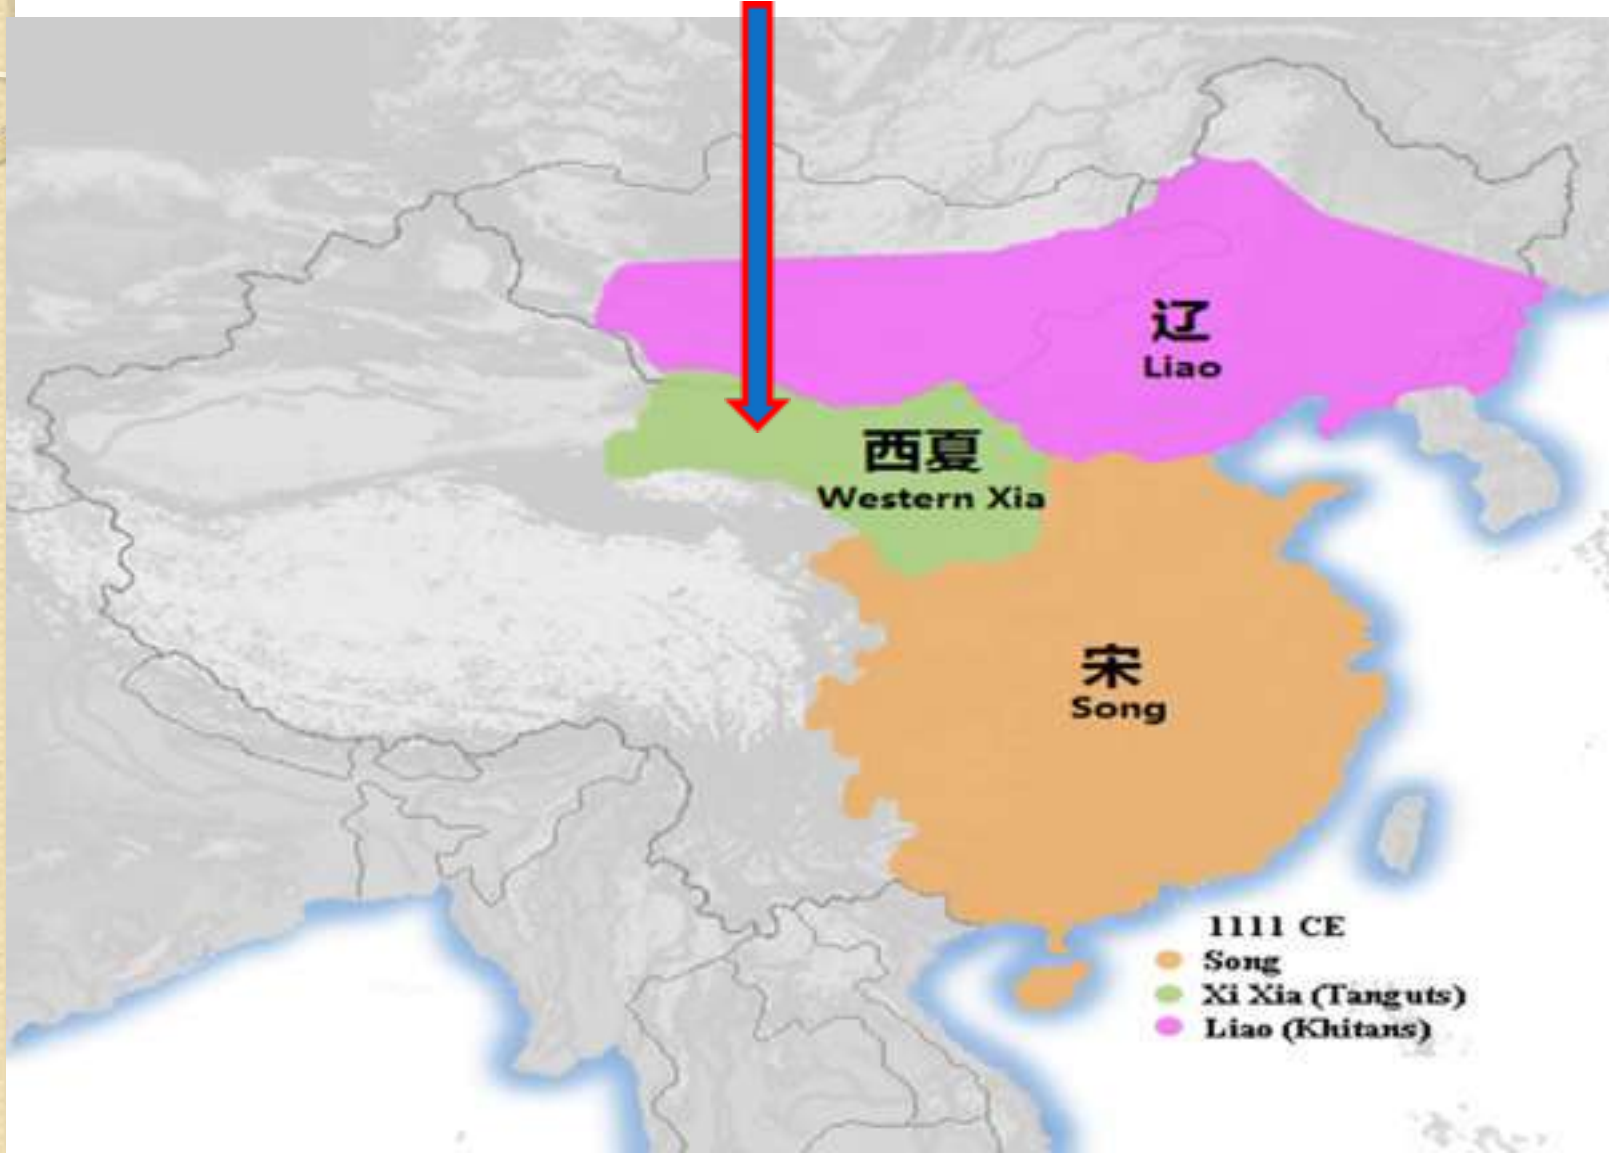 辽
Liao
西夏
Western Xia
宋
Song
1111 CE
Song
Xi Xia (Tanguts)
Liao (Khitans)